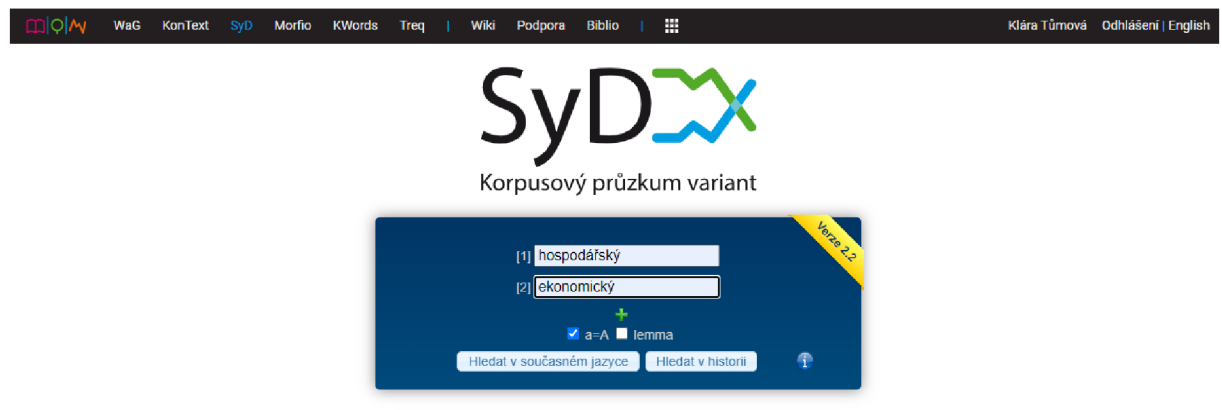 WaG KonText SyD Morfio KWords Treq | Wiki Podpora Biblio | Klára Tůmová Odhlášení | English
SyD
Korpusový průzkum variant
Verze 2.2
[1] hospodářský
[2] ekonomický
a=A lemma
Hledat v současném jazyce Hledat v historii